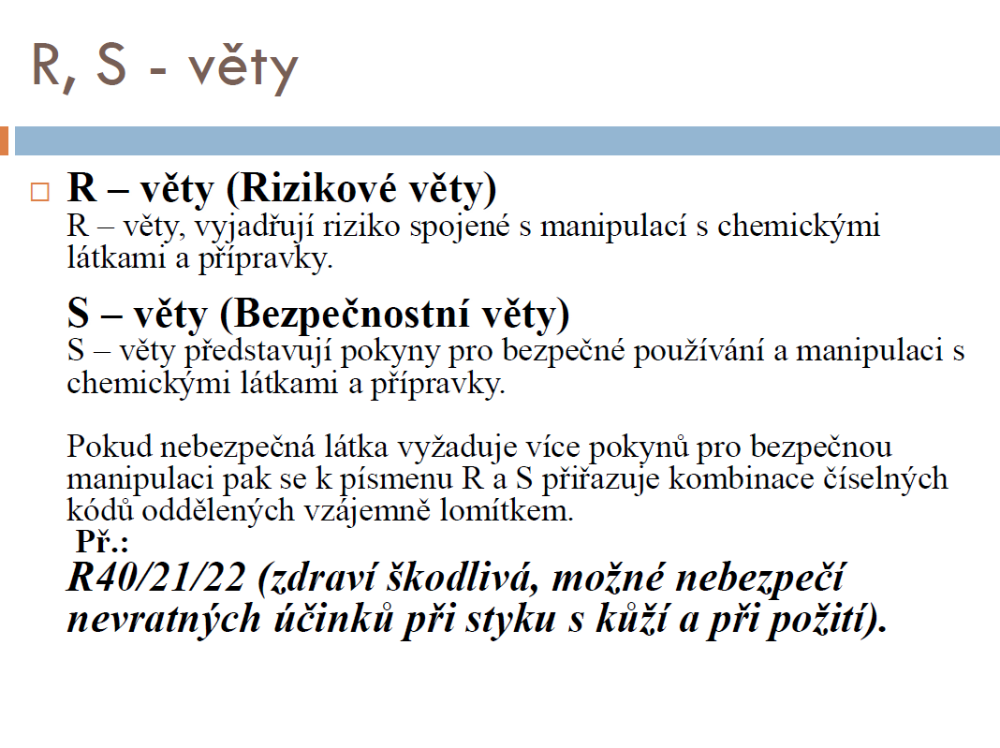 R, S - věty
R – věty (Rizikové věty)
R – věty, vyjadřují riziko spojené s manipulací s chemickými
látkami a přípravky.
S – věty (Bezpečnostní věty)
S – věty představují pokyny pro bezpečné používání a manipulaci s
chemickými látkami a přípravky.
Pokud nebezpečná látka vyžaduje více pokynů pro bezpečnou
manipulaci pak se k písmenu R a S přiřazuje kombinace číselných
kódů oddělených vzájemně lomítkem.
Př.:
R40/21/22 (zdraví škodlivá, možné nebezpečí
nevratných účinků při styku s kůží a při požití).